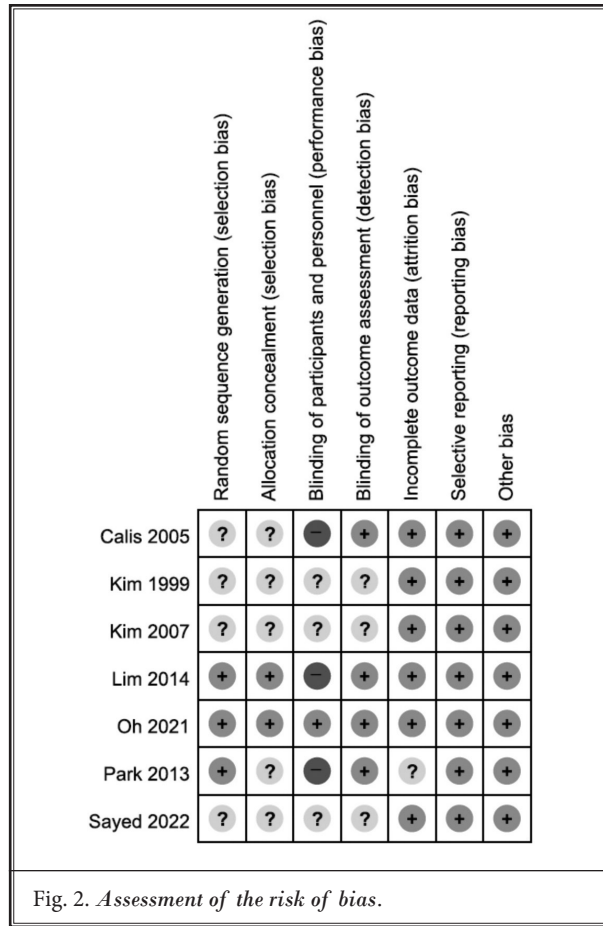 Random sequence generation (selection bias)
Allocation concealment (selection bias)
Blinding of participants and personnel (performance bias)
Blinding of outcome assessment (detection bias)
Incomplete outcome data (attrition bias)
Selective reporting (reporting bias)
Other bias
Calis 2005 ? ? − + + + +
Kim 1999 ? ? ? ? + + +
Kim 2007 ? ? ? ? + + +
Lim 2014 + + − + + + +
Oh 2021 + + + + + + +
Park 2013 + ? − + ? + +
Sayed 2022 ? ? ? ? + + +
Fig. 2. Assessment of the risk of bias.